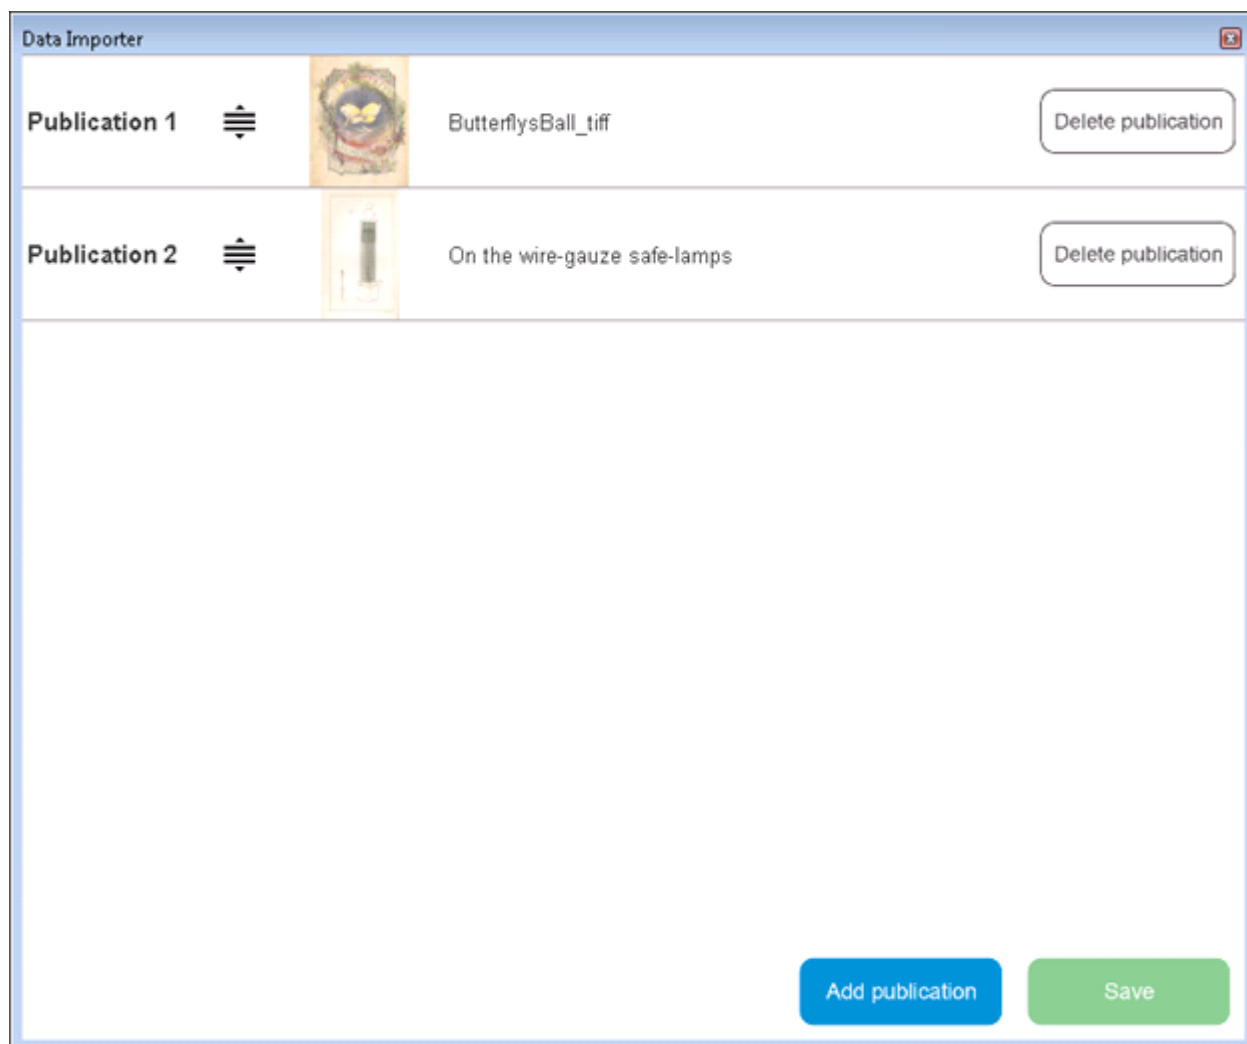 Data Importer
Publication 1 ButterflysBall_tiff Delete publication
Publication 2 On the wire-gauze safe-lamps Delete publication
Add publication Save